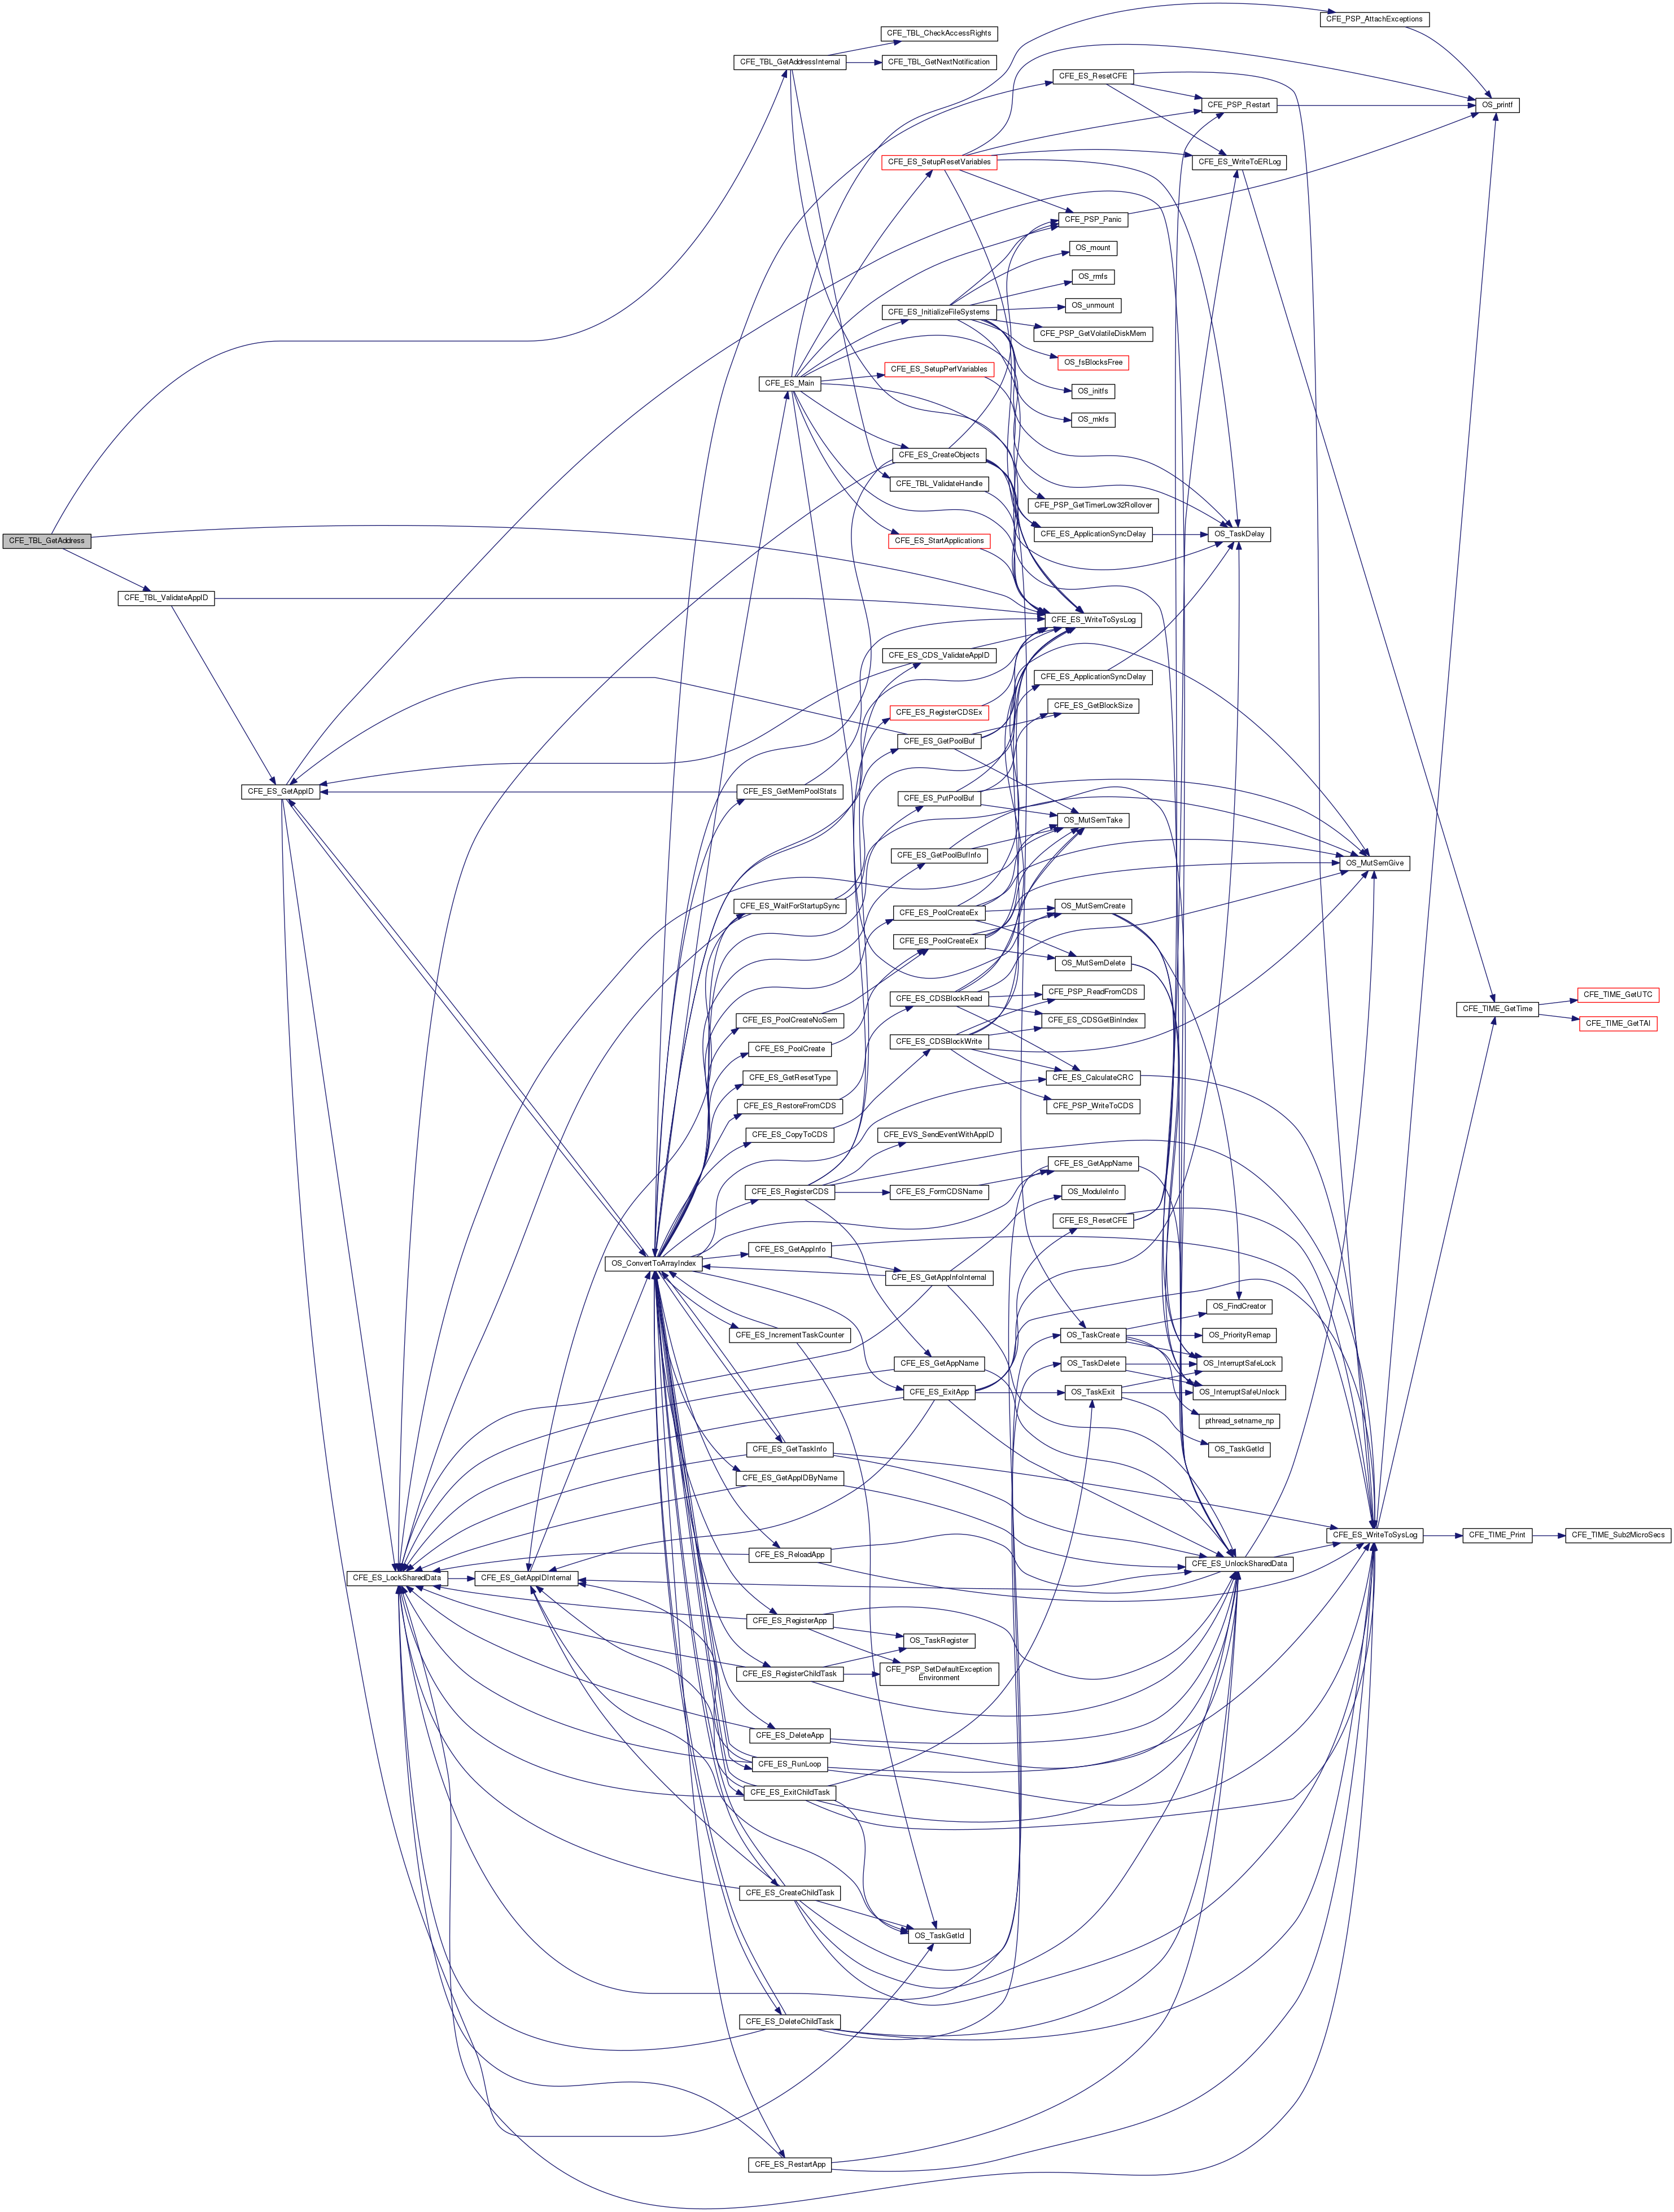 CFE_PSP_AttachExceptions
CFE_TBL_CheckAccessRights
CFE_TBL_GetAddressInternal
CFE_TBL_GetNextNotification
CFE_ES_ResetCFE
CFE_PSP_Restart
OS_printf
CFE_ES_SetupResetVariables
CFE_ES_WriteToERLog
CFE_PSP_Panic
OS_mount
OS_rmfs
OS_unmount
CFE_ES_InitializeFileSystems
CFE_PSP_GetVolatileDiskMem
OS_fsBlocksFree
CFE_ES_SetupPerfVariables
CFE_ES_Main
OS_initfs
OS_mkfs
CFE_ES_CreateObjects
CFE_TBL_ValidateHandle
CFE_PSP_GetTimerLow32Rollover
CFE_TBL_GetAddress
CFE_ES_StartApplications
CFE_ES_ApplicationSyncDelay
OS_TaskDelay
CFE_TBL_ValidateAppID
CFE_ES_WriteToSysLog
CFE_ES_CDS_ValidateAppID
CFE_ES_ApplicationSyncDelay
CFE_ES_GetBlockSize
CFE_ES_RegisterCDSEx
CFE_ES_GetPoolBuf
CFE_ES_GetAppID
CFE_ES_GetMemPoolStats
CFE_ES_PutPoolBuf
OS_MutSemTake
CFE_ES_GetPoolBufInfo
OS_MutSemGive
CFE_ES_WaitForStartupSync
CFE_ES_PoolCreateEx
OS_MutSemCreate
CFE_ES_PoolCreateEx
OS_MutSemDelete
CFE_PSP_ReadFromCDS
CFE_ES_CDSBlockRead
CFE_TIME_GetUTC
CFE_TIME_GetTime
CFE_ES_PoolCreateNoSem
CFE_ES_CDSGetBinIndex
CFE_TIME_GetTAI
CFE_ES_CDSBlockWrite
CFE_ES_PoolCreate
CFE_ES_GetResetType
CFE_ES_CalculateCRC
CFE_ES_RestoreFromCDS
CFE_PSP_WriteToCDS
CFE_ES_CopyToCDS
CFE_EVS_SendEventWithAppID
CFE_ES_GetAppName
CFE_ES_RegisterCDS
CFE_ES_FormCDSName
OS_ModuleInfo
CFE_ES_ResetCFE
CFE_ES_GetAppInfo
OS_ConvertToArrayIndex
CFE_ES_GetAppInfoInternal
OS_FindCreator
CFE_ES_IncrementTaskCounter
OS_TaskCreate
OS_PriorityRemap
CFE_ES_GetAppName
OS_TaskDelete
OS_InterruptSafeLock
CFE_ES_ExitApp
OS_TaskExit
OS_InterruptSafeUnlock
pthread_setname_np
CFE_ES_GetTaskInfo
OS_TaskGetId
CFE_ES_GetAppIDByName
CFE_ES_WriteToSysLog
CFE_TIME_Print
CFE_TIME_Sub2MicroSecs
CFE_ES_ReloadApp
CFE_ES_UnlockSharedData
CFE_ES_LockSharedData
CFE_ES_GetAppIDInternal
CFE_ES_RegisterApp
OS_TaskRegister
CFE_ES_RegisterChildTask
CFE_PSP_SetDefaultException
Environment
CFE_ES_DeleteApp
CFE_ES_RunLoop
CFE_ES_ExitChildTask
CFE_ES_CreateChildTask
OS_TaskGetId
CFE_ES_DeleteChildTask
CFE_ES_RestartApp